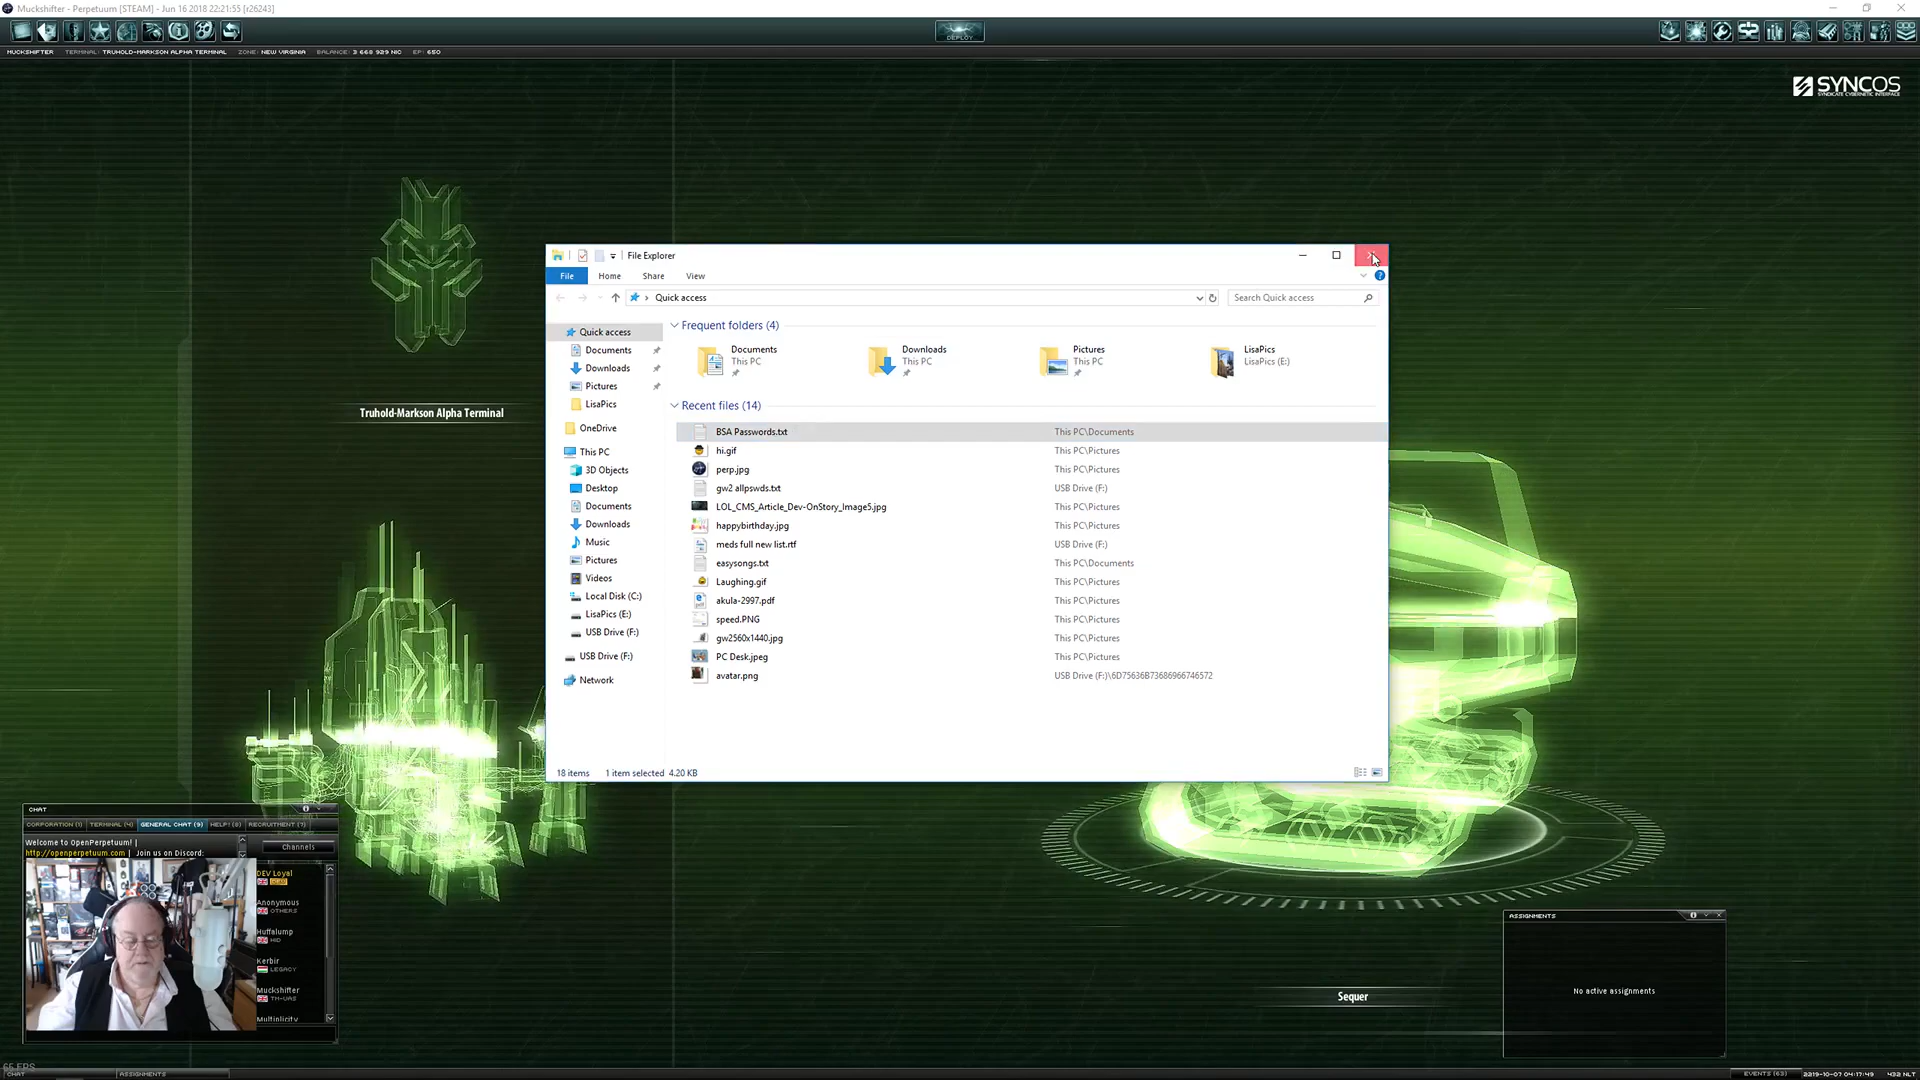 Muckshifter - Perpetuum [STEAM] - Jun 16 2018 22:21:55 [r26243]
DEPLOY
MUCKSHIFTER TERMINAL: TRUHOLD-MARKSON ALPHA TERMINAL ZONE: NEW VIRGINIA BALANCE: 3 668 929 NIC EP: 650
SYNCOS
SYNDICATE CYBERNETIC INTERFACE
File Explorer
File Home Share View
Quick access
Search Quick access
Quick access
Documents
Downloads
Pictures
LisaPics
OneDrive
This PC
3D Objects
Desktop
Documents
Downloads
Music
Pictures
Videos
Local Disk (C:)
LisaPics (E:)
USB Drive (F:)
USB Drive (F:)
Network
Frequent folders (4)
Documents
This PC
Downloads
This PC
Pictures
This PC
LisaPics
LisaPics (E:)
Recent files (14)
BSA Passwords.txt This PC\Documents
hi.gif This PC\Pictures
perp.jpg This PC\Pictures
gw2 allpswds.txt USB Drive (F:)
LOL_CMS_Article_Dev-OnStory_Image5.jpg This PC\Pictures
happybirthday.jpg This PC\Pictures
meds full new list.rtf USB Drive (F:)
easysongs.txt This PC\Documents
Laughing.gif This PC\Pictures
akula-2997.pdf This PC\Pictures
speed.PNG This PC\Pictures
gw2560x1440.jpg This PC\Pictures
PC Desk.jpeg This PC\Pictures
avatar.png USB Drive (F:)\6D75636B73686966746572
18 items 1 item selected 4.20 KB
Truhold-Markson Alpha Terminal
CHAT
CORPORATION (1) TERMINAL (4) GENERAL CHAT (9) HELP! (8) RECRUITMENT (7)
Welcome to OpenPerpetuum! |
http://openperpetuum.com | Join us on Discord:
Channels
DEV Loyal
Anonymous
OTHERS
Huffalump
HID
Kerbir
LEGACY
Muckshifter
TM-UAS
Multiplicity
Sequer
ASSIGNMENTS
No active assignments
65 FPS
CHAT ASSIGNMENTS
EVENTS (63) 2219-10-07 04:17:49 432 NLT